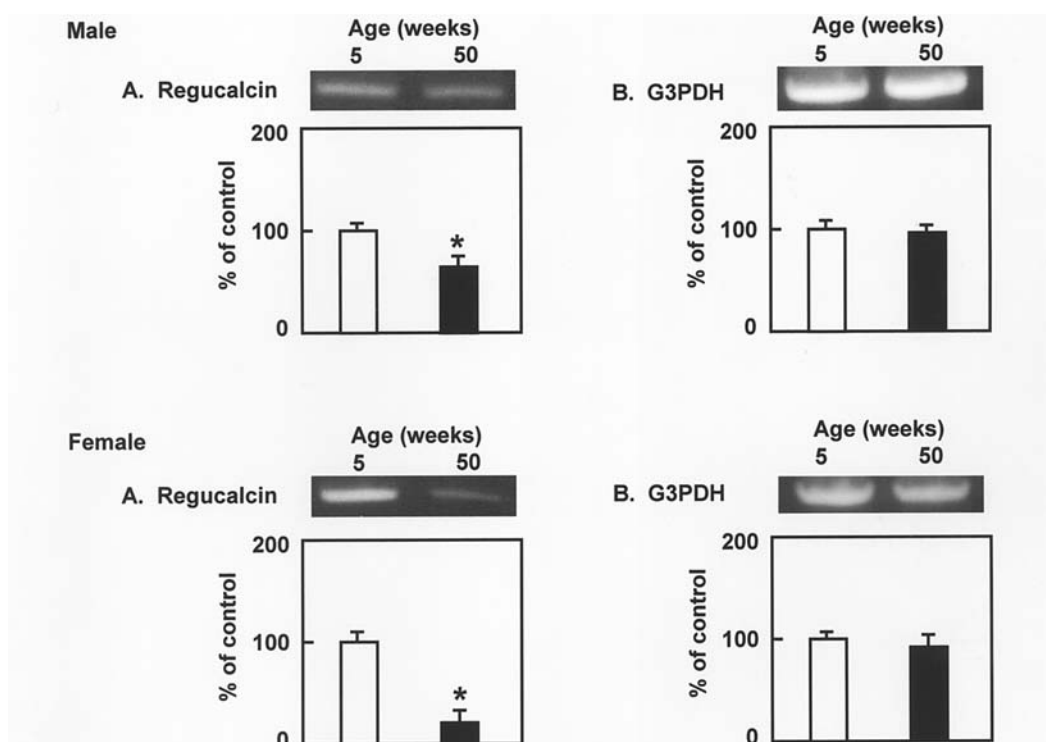 Male
Age (weeks)
5 50
A. Regucalcin
200
100
0
% of control
*
Age (weeks)
5 50
B. G3PDH
200
100
0
% of control
Female
Age (weeks)
5 50
A. Regucalcin
200
100
0
% of control
*
Age (weeks)
5 50
B. G3PDH
200
100
0
% of control